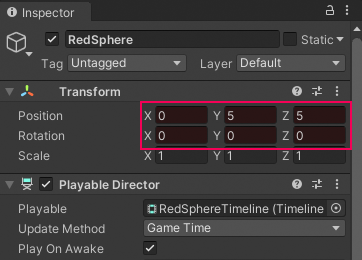 Inspector
RedSphere Static
Tag Untagged Layer Default
Transform
Position X 0 Y 5 Z 5
Rotation X 0 Y 0 Z 0
Scale X 1 Y 1 Z 1
Playable Director
Playable RedSphereTimeline (Timeline
Update Method Game Time
Play On Awake